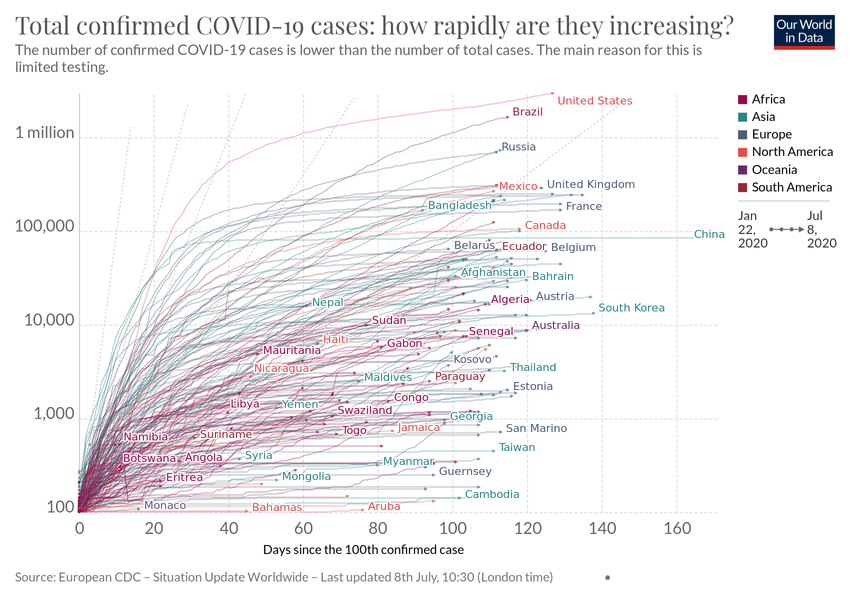 Total confirmed COVID-19 cases: how rapidly are they increasing?
Our World
in Data
The number of confirmed COVID-19 cases is lower than the number of total cases. The main reason for this is
limited testing.
United States
Africa
Brazil
Asia
1 million
Russia
Europe
North America
Mexico
United Kingdom
Oceania
Bangladesh
France
South America
100,000
Canada
China
Jan
22,
2020
Jul
8,
2020
Belarus
Ecuador
Belgium
Afghanistan
Bahrain
Nepal
Algeria
Austria
South Korea
10,000
Sudan
Senegal
Australia
Haiti
Gabon
Mauritania
Kosovo
Nicaragua
Thailand
Maldives
Paraguay
Estonia
Libya
Yemen
Congo
1,000
Swaziland
Georgia
Namibia
Suriname
Togo
Jamaica
San Marino
Botswana
Angola
Syria
Myanmar
Taiwan
Eritrea
Mongolia
Guernsey
Cambodia
100
Monaco
Bahamas
Aruba
0
20
40
60
80
100
120
140
160
Days since the 100th confirmed case
Source: European CDC – Situation Update Worldwide – Last updated 8th July, 10:30 (London time)